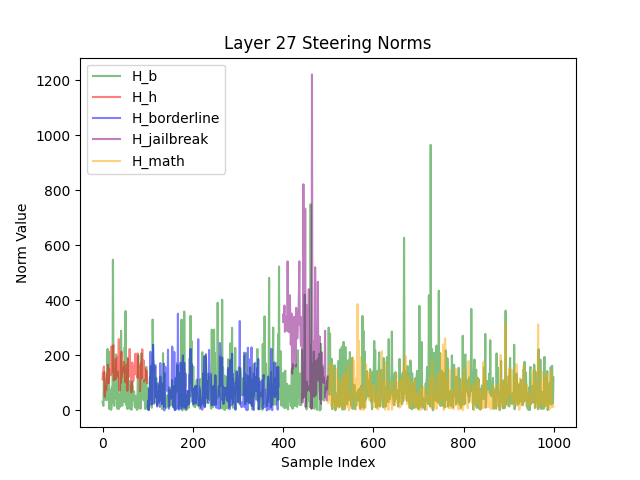 Layer 27 Steering Norms
H_b
H_h
H_borderline
H_jailbreak
H_math
1200
1000
800
600
400
200
0
Norm Value
0 200 400 600 800 1000
Sample Index